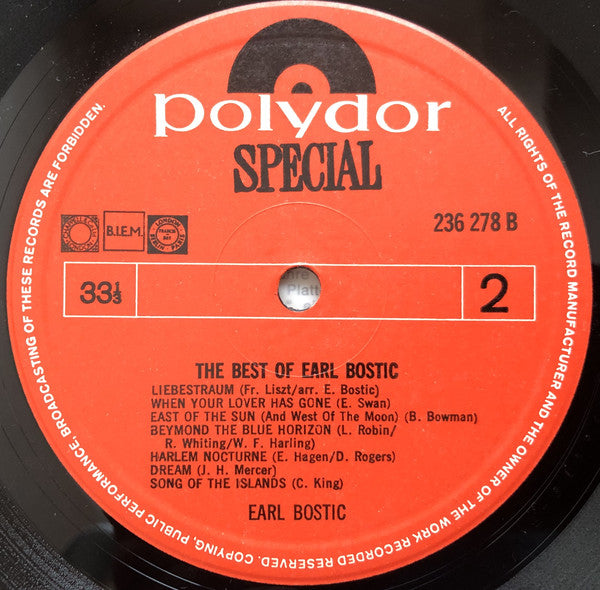 polydor
SPECIAL
236 278 B
B.I.E.M.
33⅓
2
THE BEST OF EARL BOSTIC
LIEBESTRAUM (Fr. Liszt/arr. E. Bostic)
WHEN YOUR LOVER HAS GONE (E. Swan)
EAST OF THE SUN (And West Of The Moon) (B. Bowman)
BEYMOND THE BLUE HORIZON (L. Robin/
R. Whiting/W. F. Harling)
HARLEM NOCTURNE (E. Hagen/D. Rogers)
DREAM (J. H. Mercer)
SONG OF THE ISLANDS (C. King)
EARL BOSTIC
ALL RIGHTS OF THE RECORD MANUFACTURER AND THE OWNER OF THE WORK RECORDED RESERVED. COPYING, PUBLIC PERFORMANCE, BROADCASTING OF THESE RECORDS ARE FORBIDDEN.